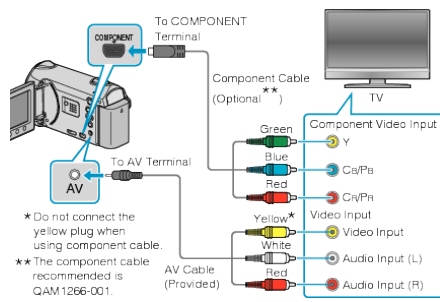 To COMPONENT
Terminal
COMPONENT
Component Cable
(Optional**)
TV
Component Video Input
Green
Y
Blue
CB/PB
Red
CR/PR
To AV Terminal
AV
Video Input
Yellow*
Video Input
White
Audio Input (L)
Red
Audio Input (R)
AV Cable
(Provided)
* Do not connect the
yellow plug when
using component cable.
** The component cable
recommended is
QAM1266-001.